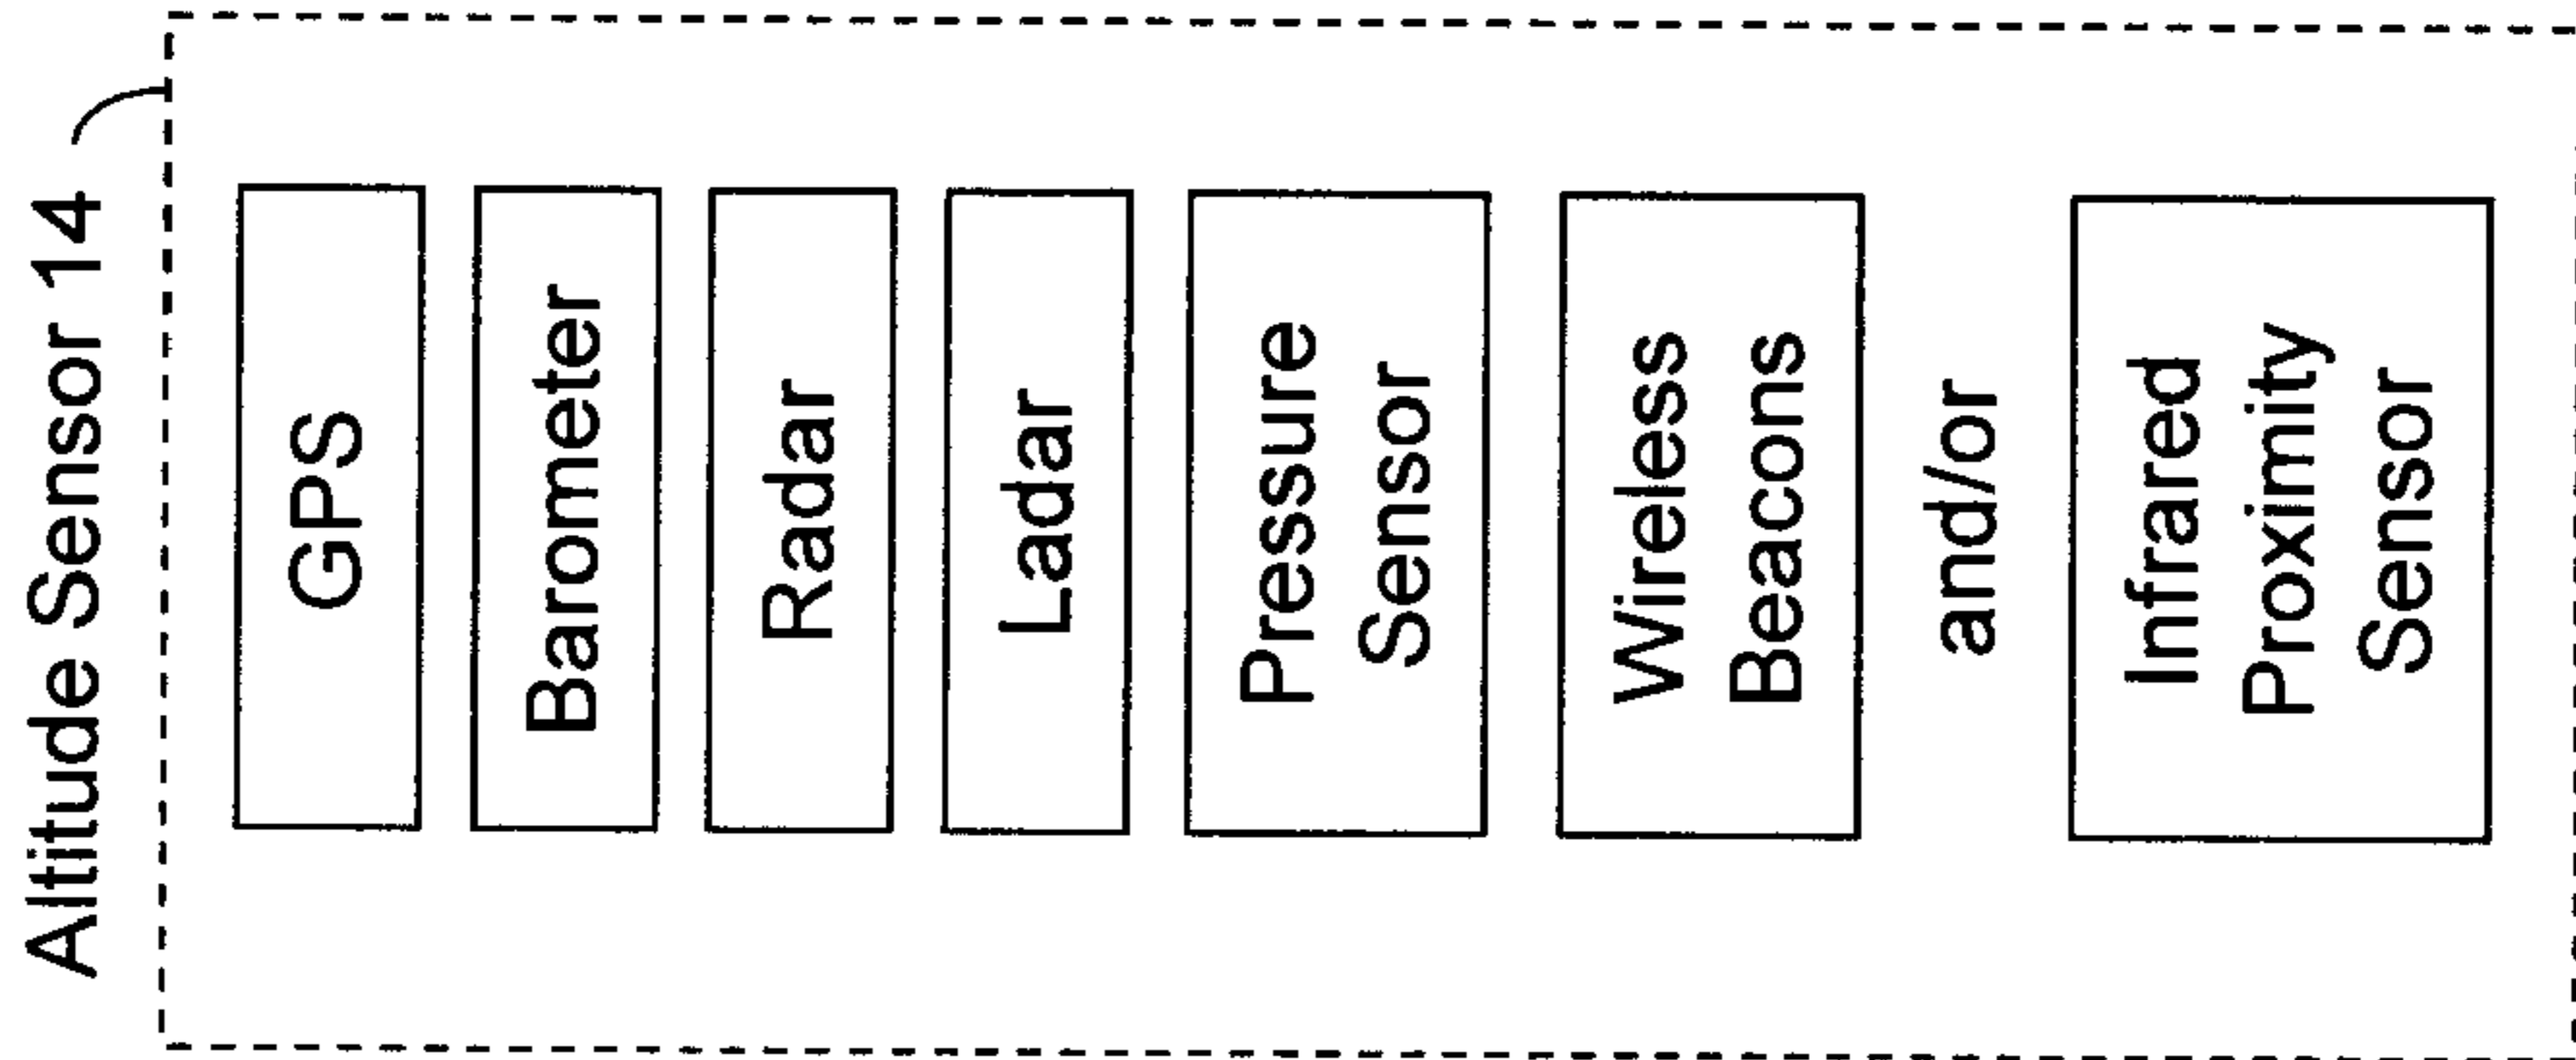 Altitude Sensor 14
GPS
Barometer
Radar
Ladar
Pressure
Sensor
Wireless
Beacons
and/or
Infrared
Proximity
Sensor